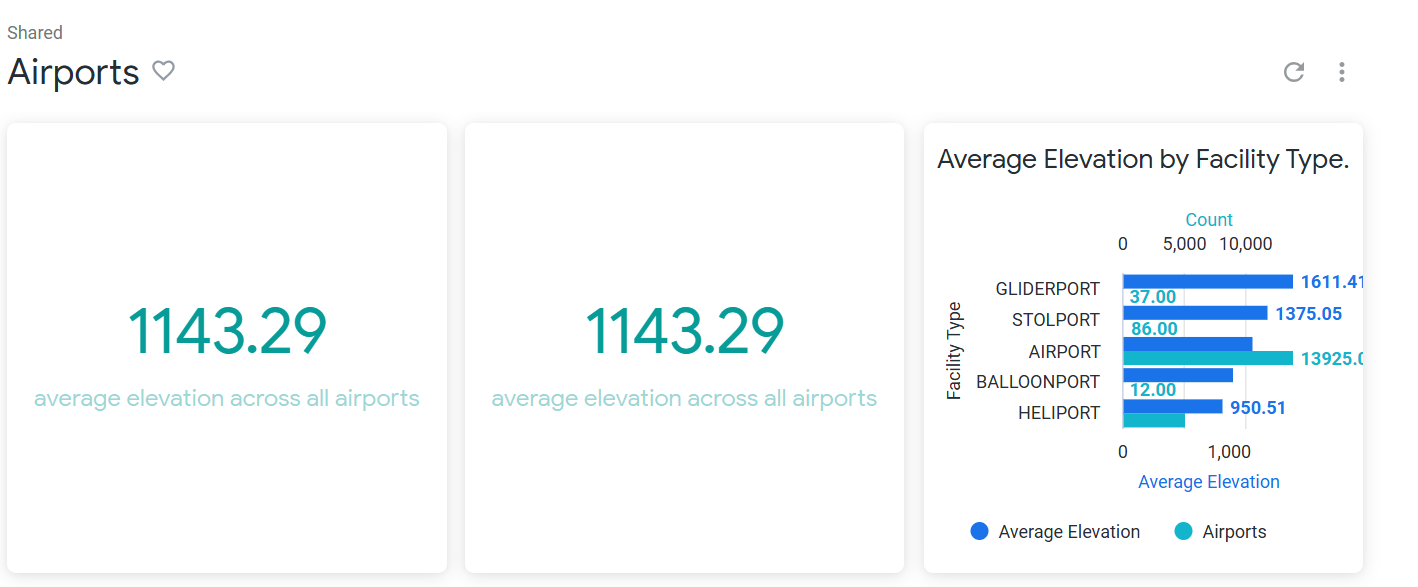 Shared
Airports
1143.29
average elevation across all airports
1143.29
average elevation across all airports
Average Elevation by Facility Type.
Count
0 5,000 10,000
Facility Type
GLIDERPORT 1611.41
37.00
STOLPORT 1375.05
86.00
AIRPORT
13925.0
BALLOONPORT
12.00
HELIPORT 950.51
0 1,000
Average Elevation
Average Elevation Airports